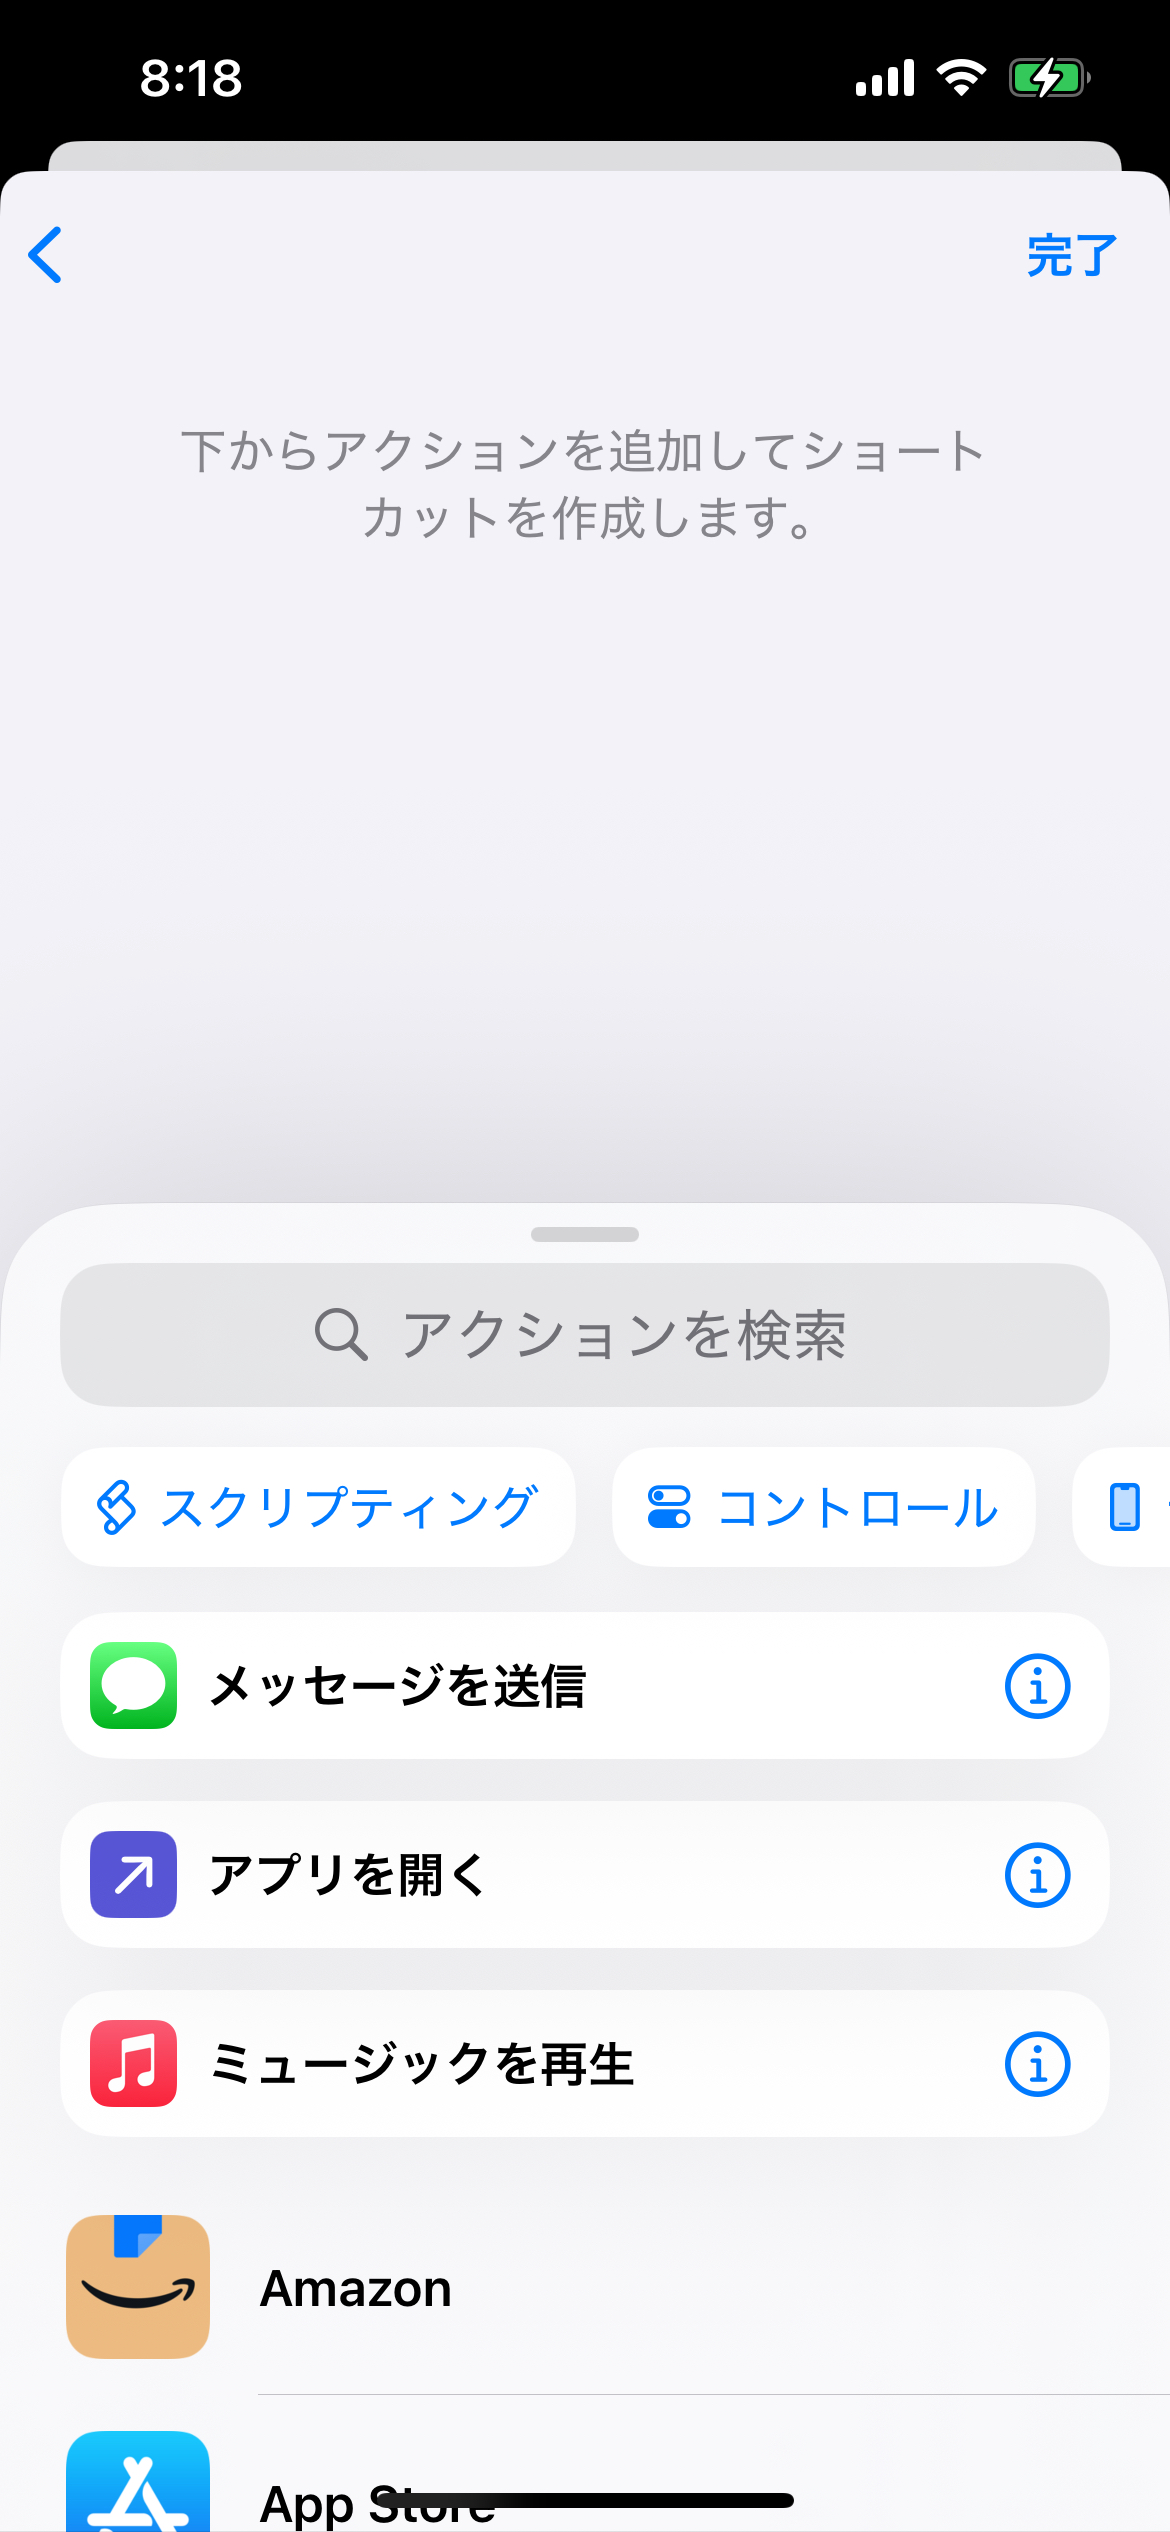 8:18
完了
下からアクションを追加してショート
カットを作成します。
アクションを検索
スクリプティング
コントロール
メッセージを送信
アプリを開く
ミュージックを再生
Amazon
App Store